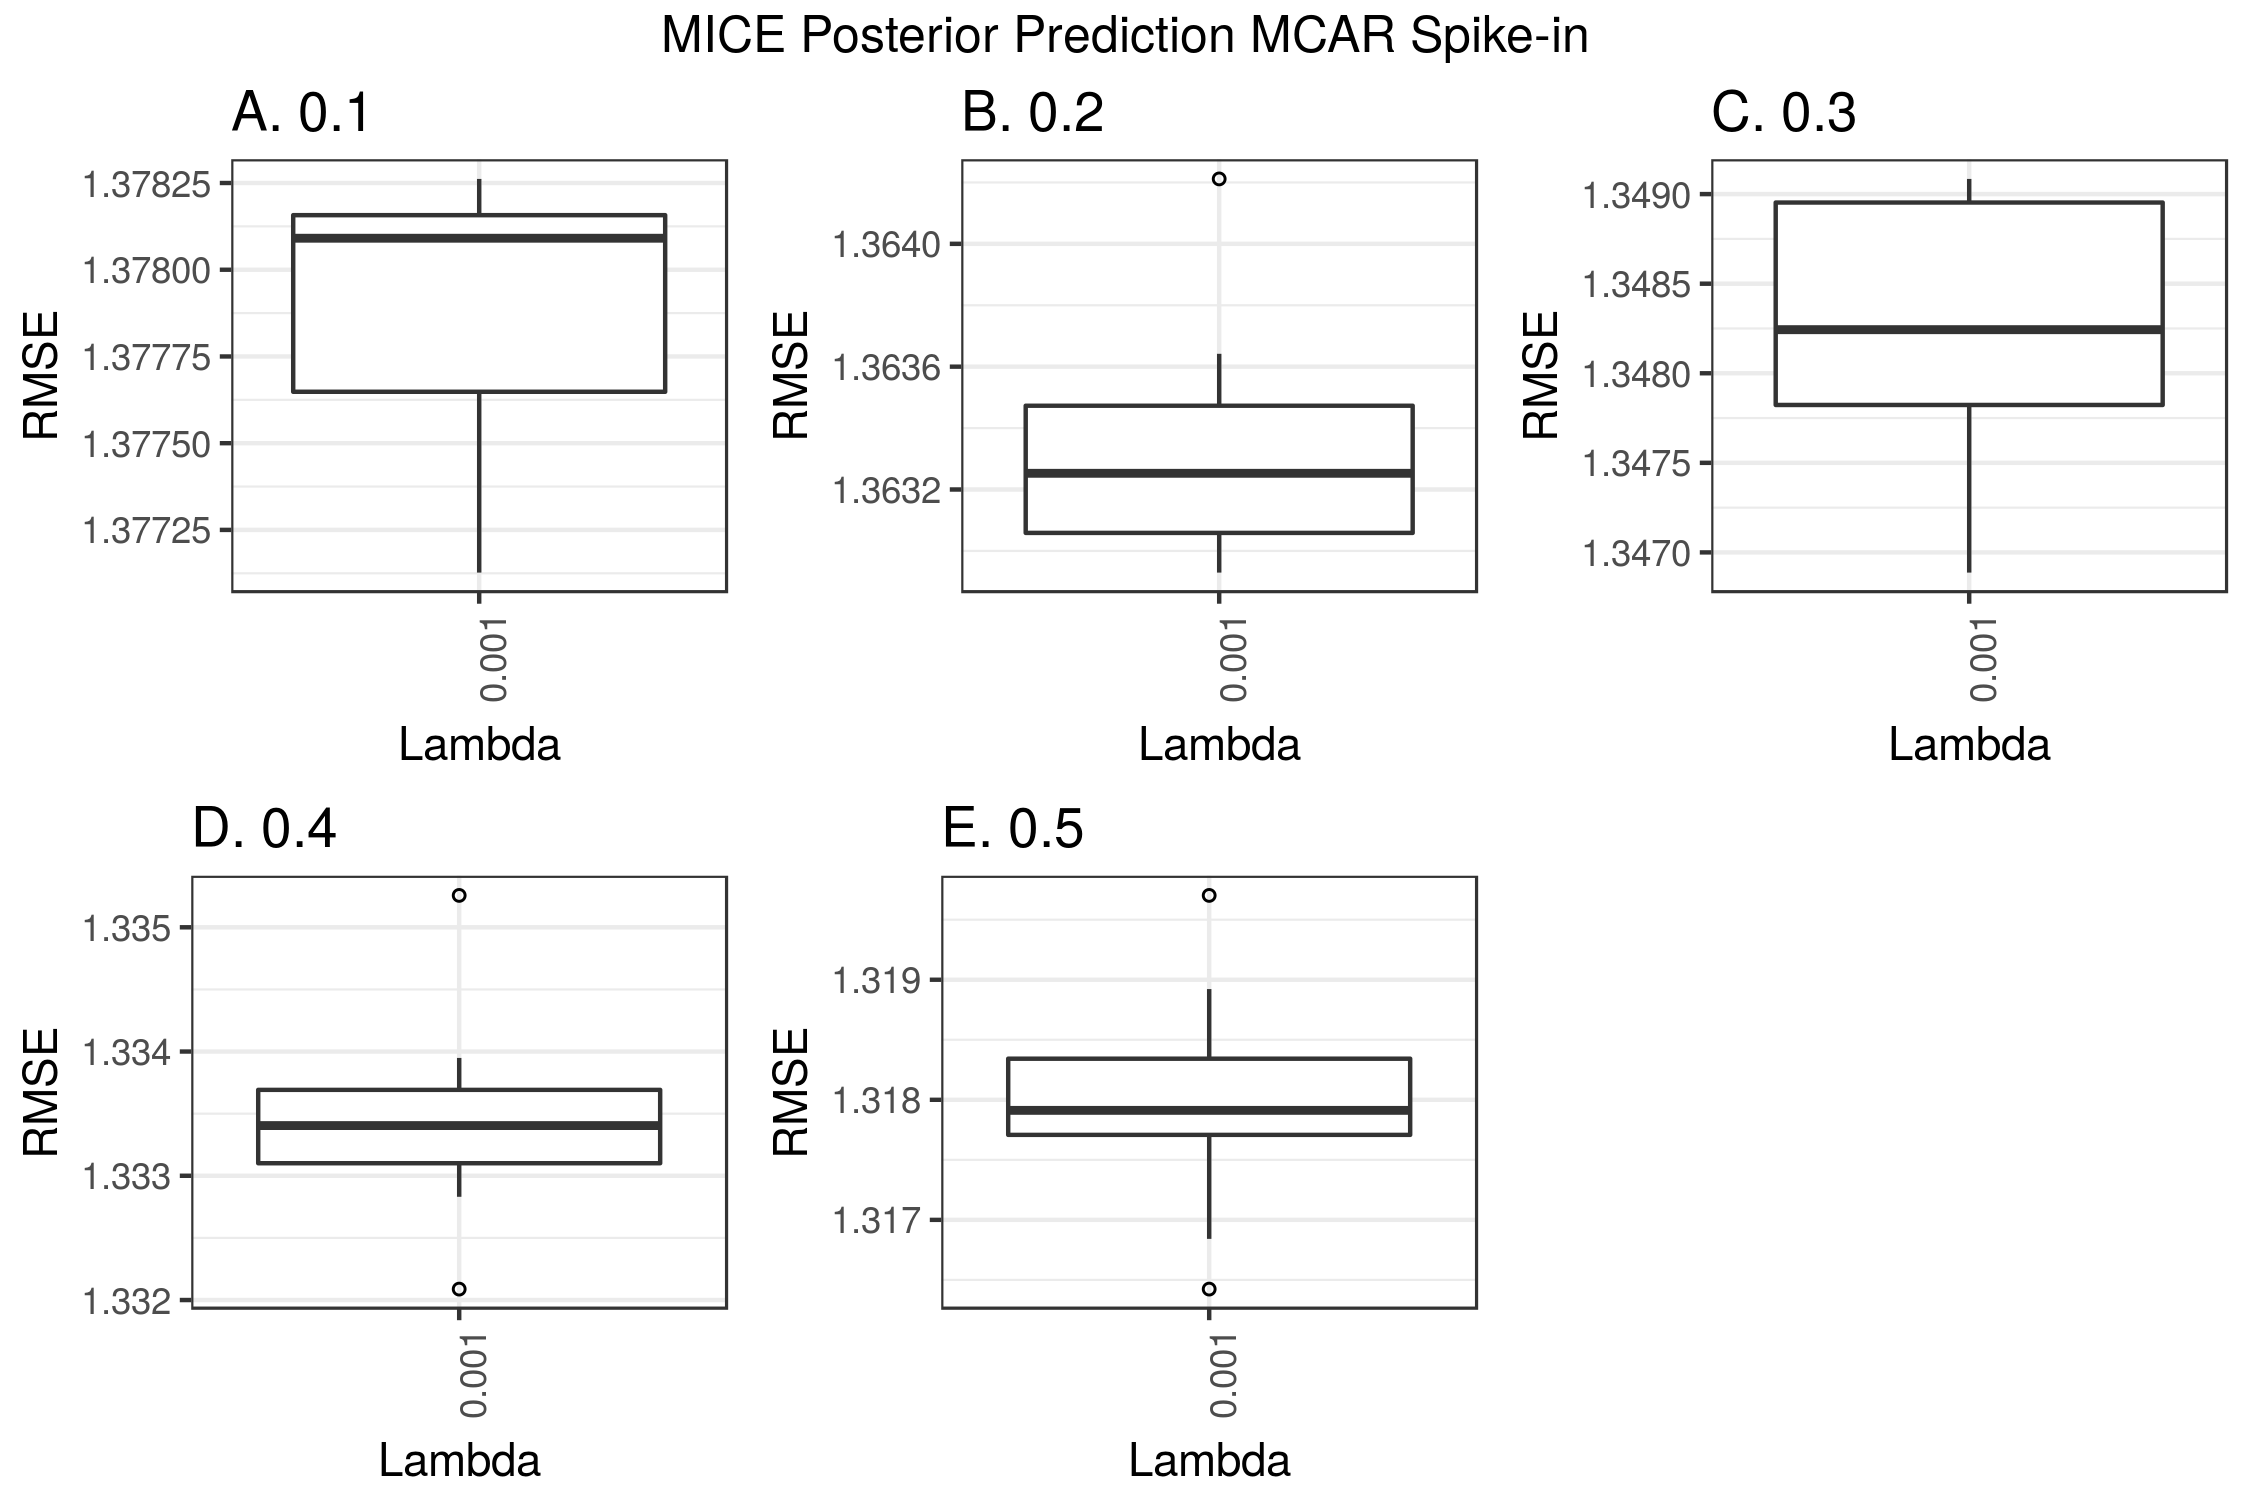 MICE Posterior Prediction MCAR Spike-in
A. 0.1
1.37825
1.37800
1.37775
1.37750
1.37725
RMSE
0.001
Lambda
B. 0.2
1.3640
1.3636
1.3632
RMSE
0.001
Lambda
C. 0.3
1.3490
1.3485
1.3480
1.3475
1.3470
RMSE
0.001
Lambda
D. 0.4
1.335
1.334
1.333
1.332
RMSE
0.001
Lambda
E. 0.5
1.319
1.318
1.317
RMSE
0.001
Lambda